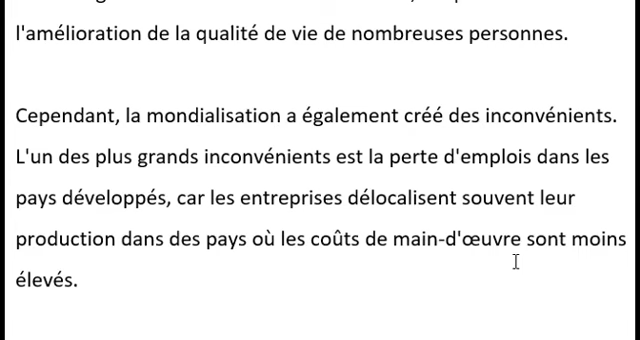 l'amélioration de la qualité de vie de nombreuses personnes.
Cependant, la mondialisation a également créé des inconvénients.
L'un des plus grands inconvénients est la perte d'emplois dans les
pays développés, car les entreprises délocalisent souvent leur
production dans des pays où les coûts de main-d'œuvre sont moins
élevés.